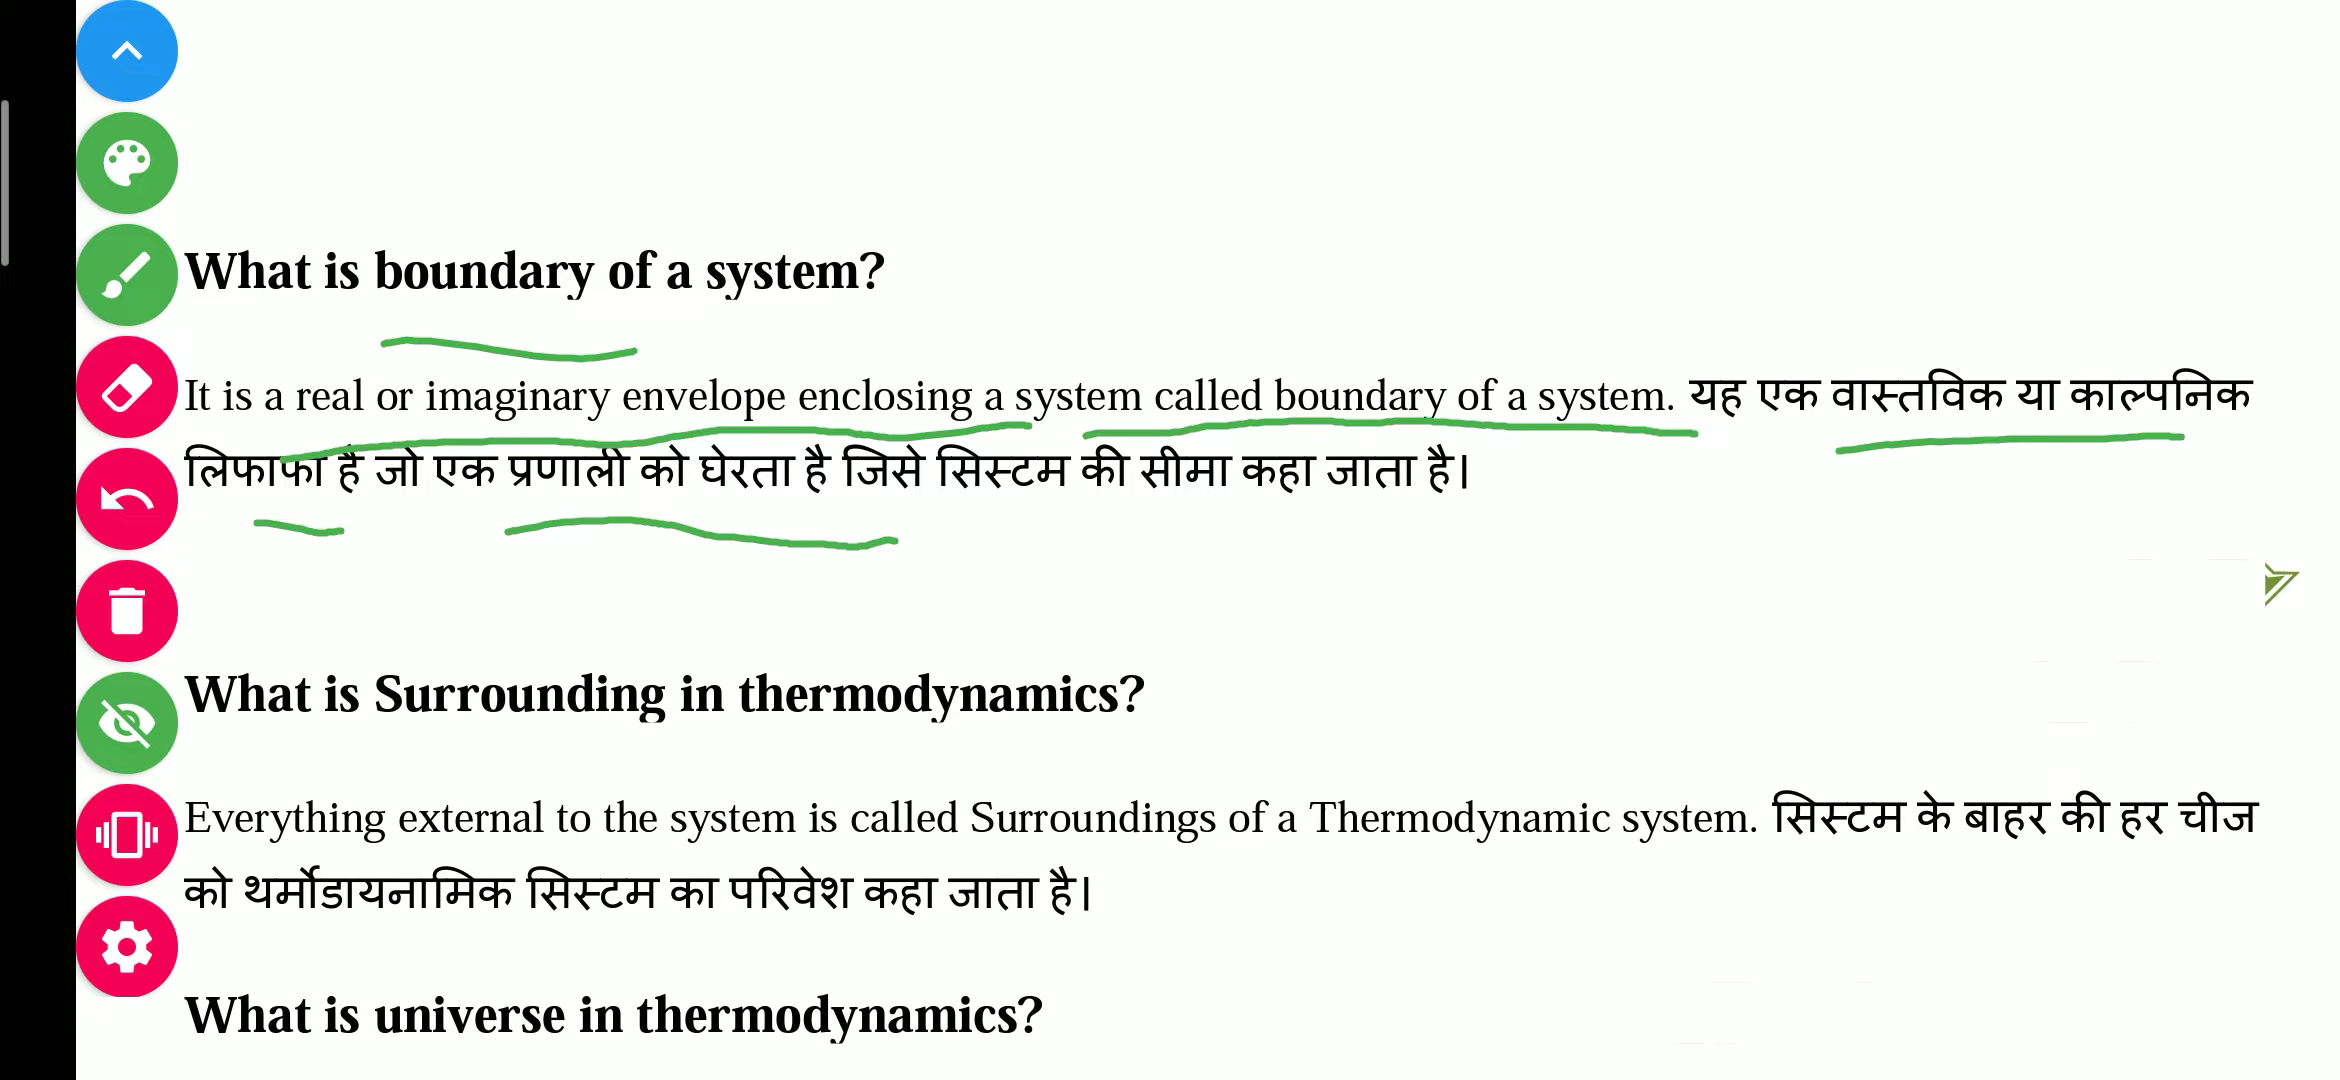 What is boundary of a system?
It is a real or imaginary envelope enclosing a system called boundary of a system. यह एक वास्तविक या काल्पनिक
लिफाफा है जो एक प्रणाली को घेरता है जिसे सिस्टम की सीमा कहा जाता है।
What is Surrounding in thermodynamics?
Everything external to the system is called Surroundings of a Thermodynamic system. सिस्टम के बाहर की हर चीज
को थर्मोडायनामिक सिस्टम का परिवेश कहा जाता है।
What is universe in thermodynamics?